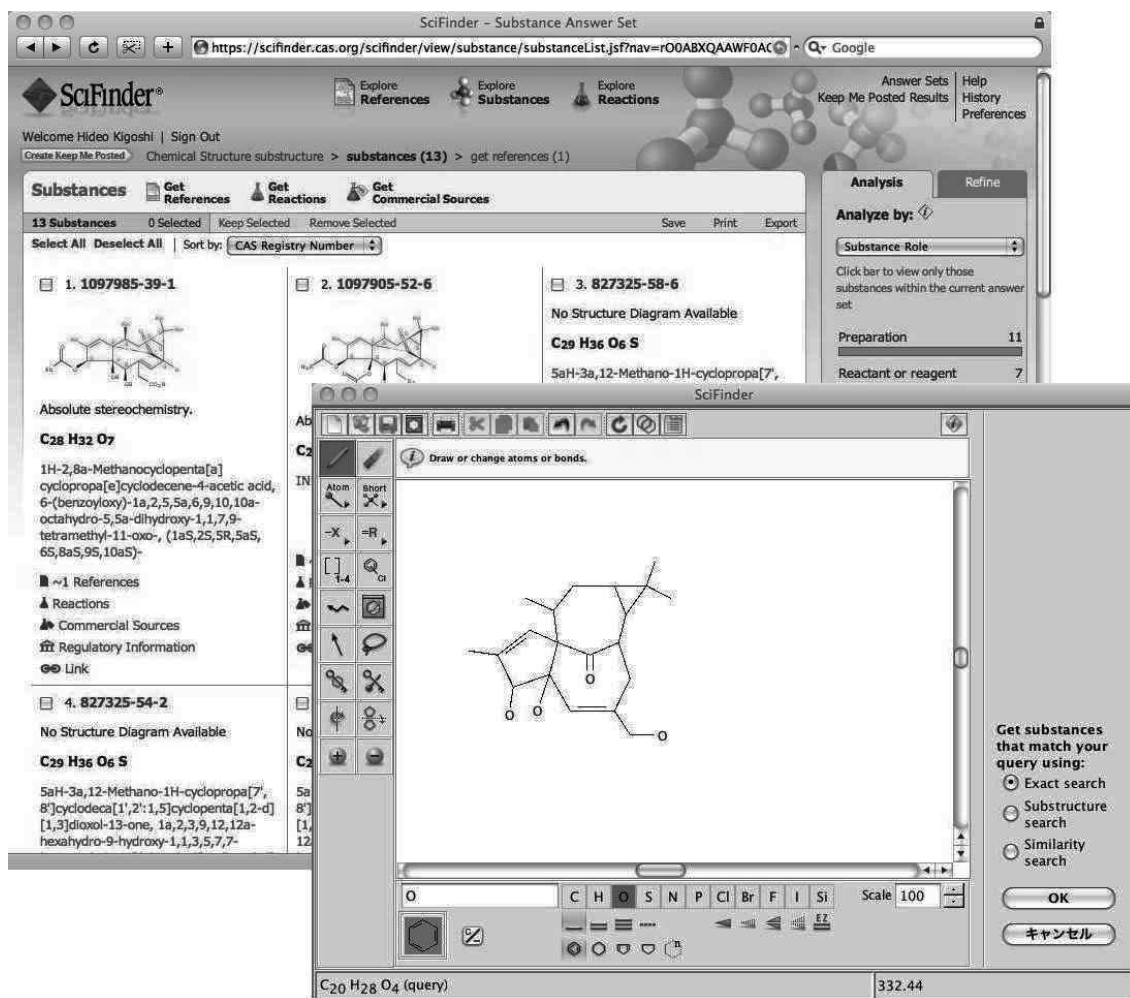 SciFinder – Substance Answer Set
https://scifinder.cas.org/scifinder/view/substance/substanceList.jsf?nav=rO0ABXQAAWF0AC
Google
SciFinder®
Explore References
Explore Substances
Explore Reactions
Answer Sets
Keep Me Posted Results
Help
History
Preferences
Welcome Hideo Kigoshi | Sign Out
Create Keep Me Posted
Chemical Structure substructure > substances (13) > get references (1)
Substances
Get References
Get Reactions
Get Commercial Sources
13 Substances 0 Selected Keep Selected Remove Selected Save Print Export
Select All Deselect All | Sort by: CAS Registry Number
1. 1097985-39-1
Absolute stereochemistry.
C28 H32 O7
1H-2,8a-Methanocyclopenta[a]
cyclopropa[e]cyclodecene-4-acetic acid,
6-(benzoyloxy)-1a,2,5,5a,6,9,10,10a-
octahydro-5,5a-dihydroxy-1,1,7,9-
tetramethyl-11-oxo-, (1aS,2S,5R,5aS,
6S,8aS,9S,10aS)-
~1 References
Reactions
Commercial Sources
Regulatory Information
Link
2. 1097905-52-6
Ab
C2
IN
3. 827325-58-6
No Structure Diagram Available
C29 H36 O6 S
5aH-3a,12-Methano-1H-cyclopropa[7',
4. 827325-54-2
No Structure Diagram Available
C29 H36 O6 S
5aH-3a,12-Methano-1H-cyclopropa[7',
8']cyclodeca[1',2':1,5]cyclopenta[1,2-d]
[1,3]dioxol-13-one, 1a,2,3,9,12,12a-
hexahydro-9-hydroxy-1,1,3,5,7,7-
No
C2
5a
8']
[1,
12
Analysis
Refine
Analyze by:
Substance Role
Click bar to view only those
substances within the current answer
set
Preparation 11
Reactant or reagent 7
SciFinder
Draw or change atoms or bonds.
Atom
Short
-X
=R
[ ] 1-4
Cl
O
O
O
O
Get substances
that match your
query using:
Exact search
Substructure
search
Similarity
search
OK
キャンセル
O
C H O S N P Cl Br F I Si
Scale 100
EZ
n
C20 H28 O4 (query)
332.44